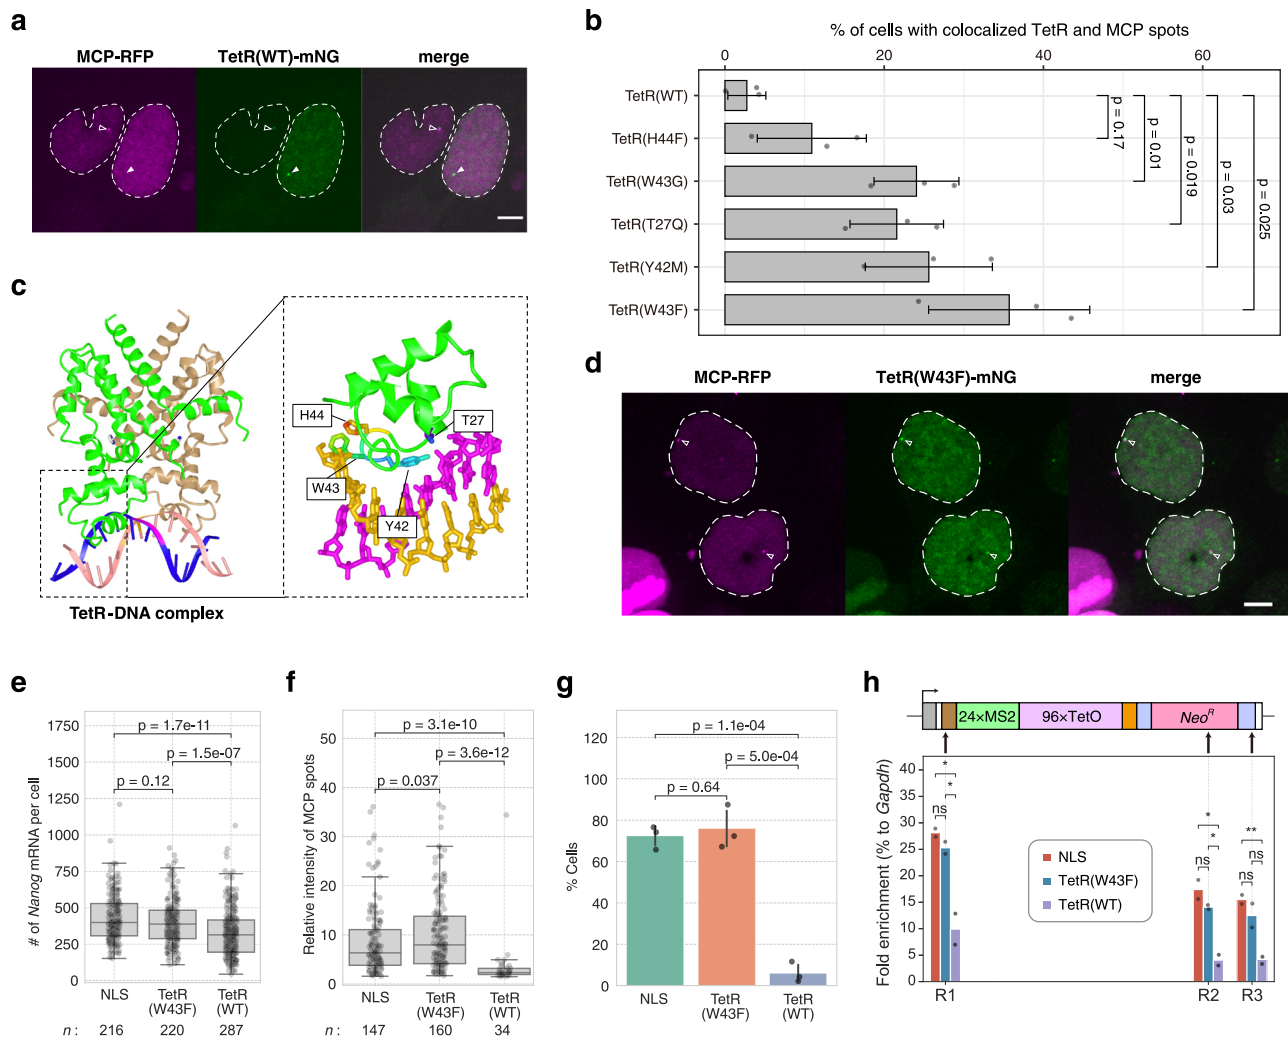 a
MCP-RFP
TetR(WT)-mNG
merge
b
% of cells with colocalized TetR and MCP spots
0
20
40
60
TetR(WT)
TetR(H44F)
TetR(W43G)
TetR(T27Q)
TetR(Y42M)
TetR(W43F)
p = 0.17
p = 0.01
p = 0.019
p = 0.03
p = 0.025
c
H44
T27
W43
Y42
TetR-DNA complex
d
MCP-RFP
TetR(W43F)-mNG
merge
e
# of Nanog mRNA per cell
1750
1500
1250
1000
750
500
250
0
p = 1.7e-11
p = 1.5e-07
p = 0.12
NLS
TetR
(W43F)
TetR
(WT)
n :
216
220
287
f
Relative intensity of MCP spots
50
40
30
20
10
0
p = 3.1e-10
p = 3.6e-12
p = 0.037
NLS
TetR
(W43F)
TetR
(WT)
n :
147
160
34
g
% Cells
120
100
80
60
40
20
0
p = 1.1e-04
p = 5.0e-04
p = 0.64
NLS
TetR
(W43F)
TetR
(WT)
h
24×MS2
96×TetO
Neo^R
Fold enrichment (% to Gapdh)
40
35
30
25
20
15
10
5
0
*
*
ns
*
*
ns
**
ns
ns
NLS
TetR(W43F)
TetR(WT)
R1
R2
R3